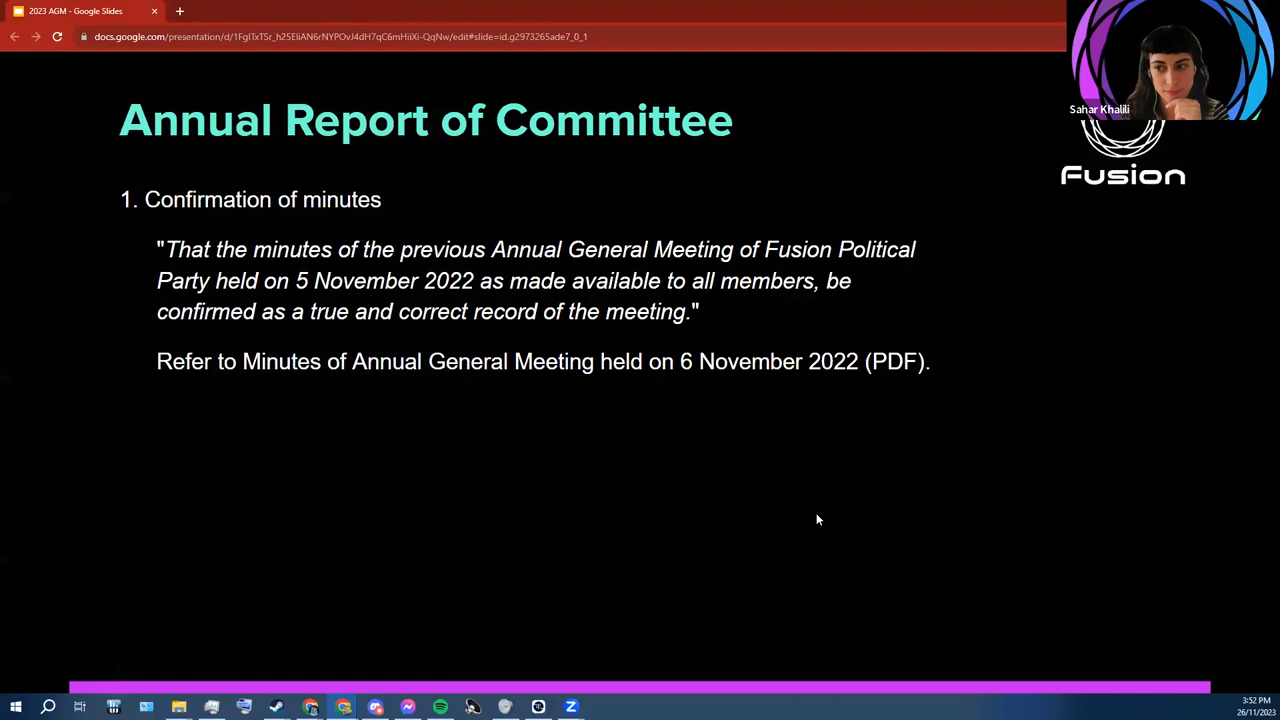 2023 AGM - Google Slides
docs.google.com/presentation/d/1FglTxTSr_h25EliAN6rNYPOvJ4dH7qC6mHiiXi-QqNw/edit#slide=id.g2973265ade7_0_1
Sahar Khalili
Fusion
Annual Report of Committee
1. Confirmation of minutes
"That the minutes of the previous Annual General Meeting of Fusion Political
Party held on 5 November 2022 as made available to all members, be
confirmed as a true and correct record of the meeting."
Refer to Minutes of Annual General Meeting held on 6 November 2022 (PDF).
3:52 PM
26/11/2023